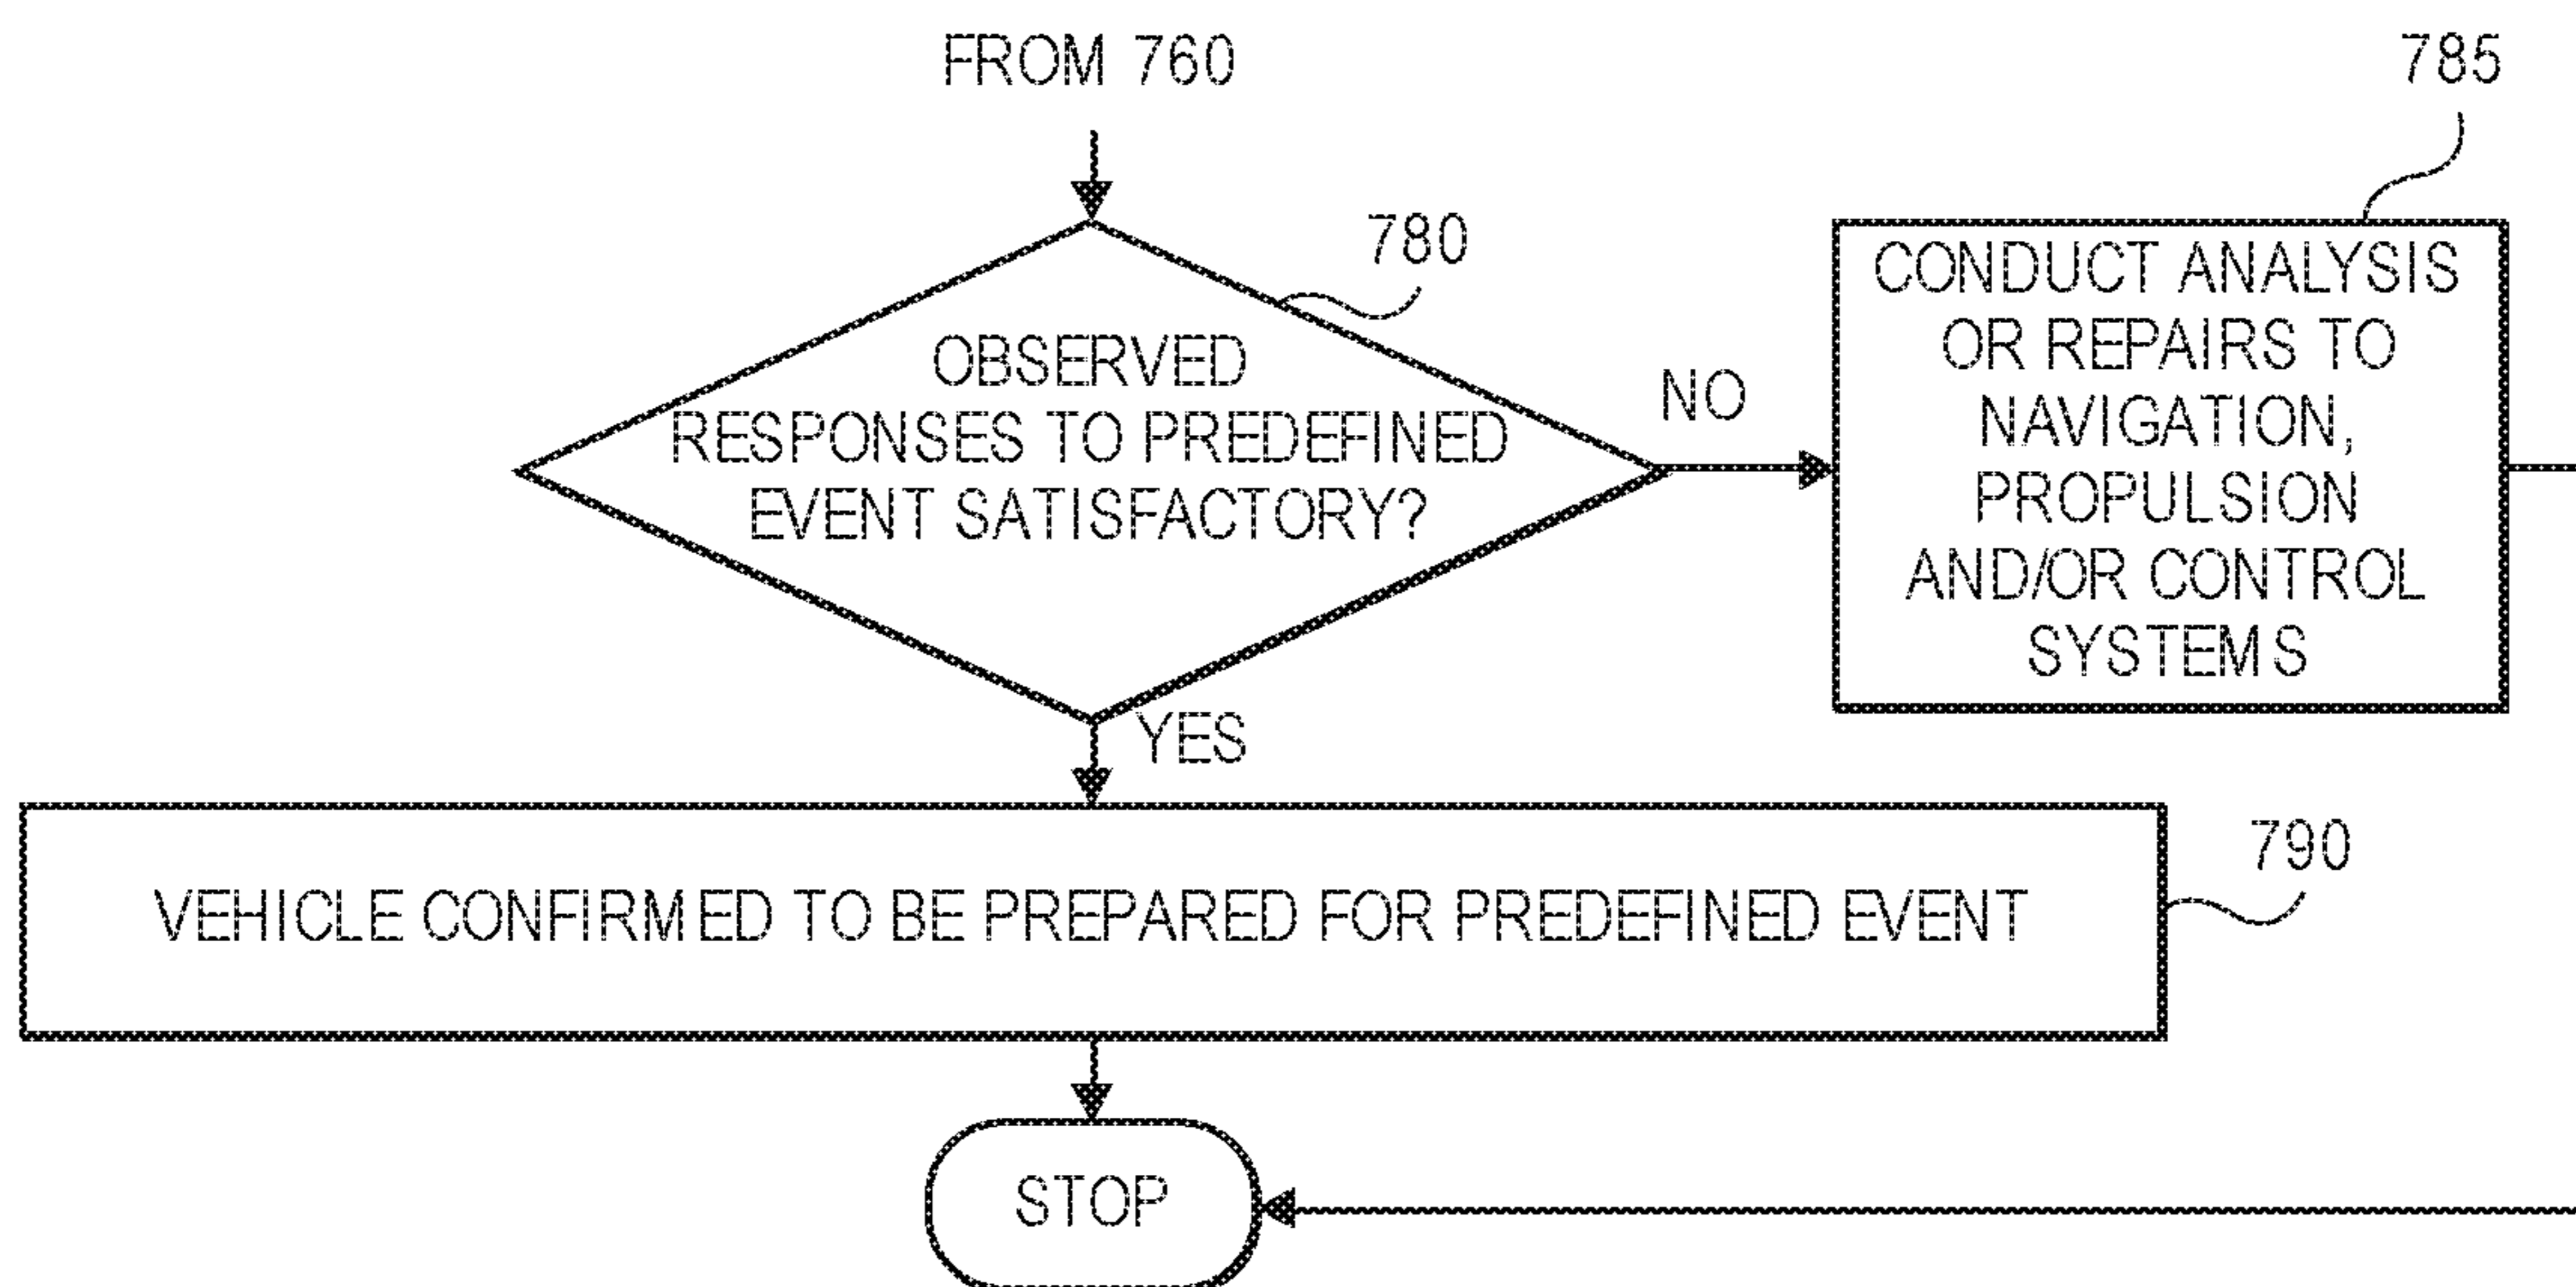 FROM 760
785
780
OBSERVED
RESPONSES TO PREDEFINED
EVENT SATISFACTORY?
NO
CONDUCT ANALYSIS
OR REPAIRS TO
NAVIGATION,
PROPULSION
AND/OR CONTROL
SYSTEMS
YES
790
VEHICLE CONFIRMED TO BE PREPARED FOR PREDEFINED EVENT
STOP